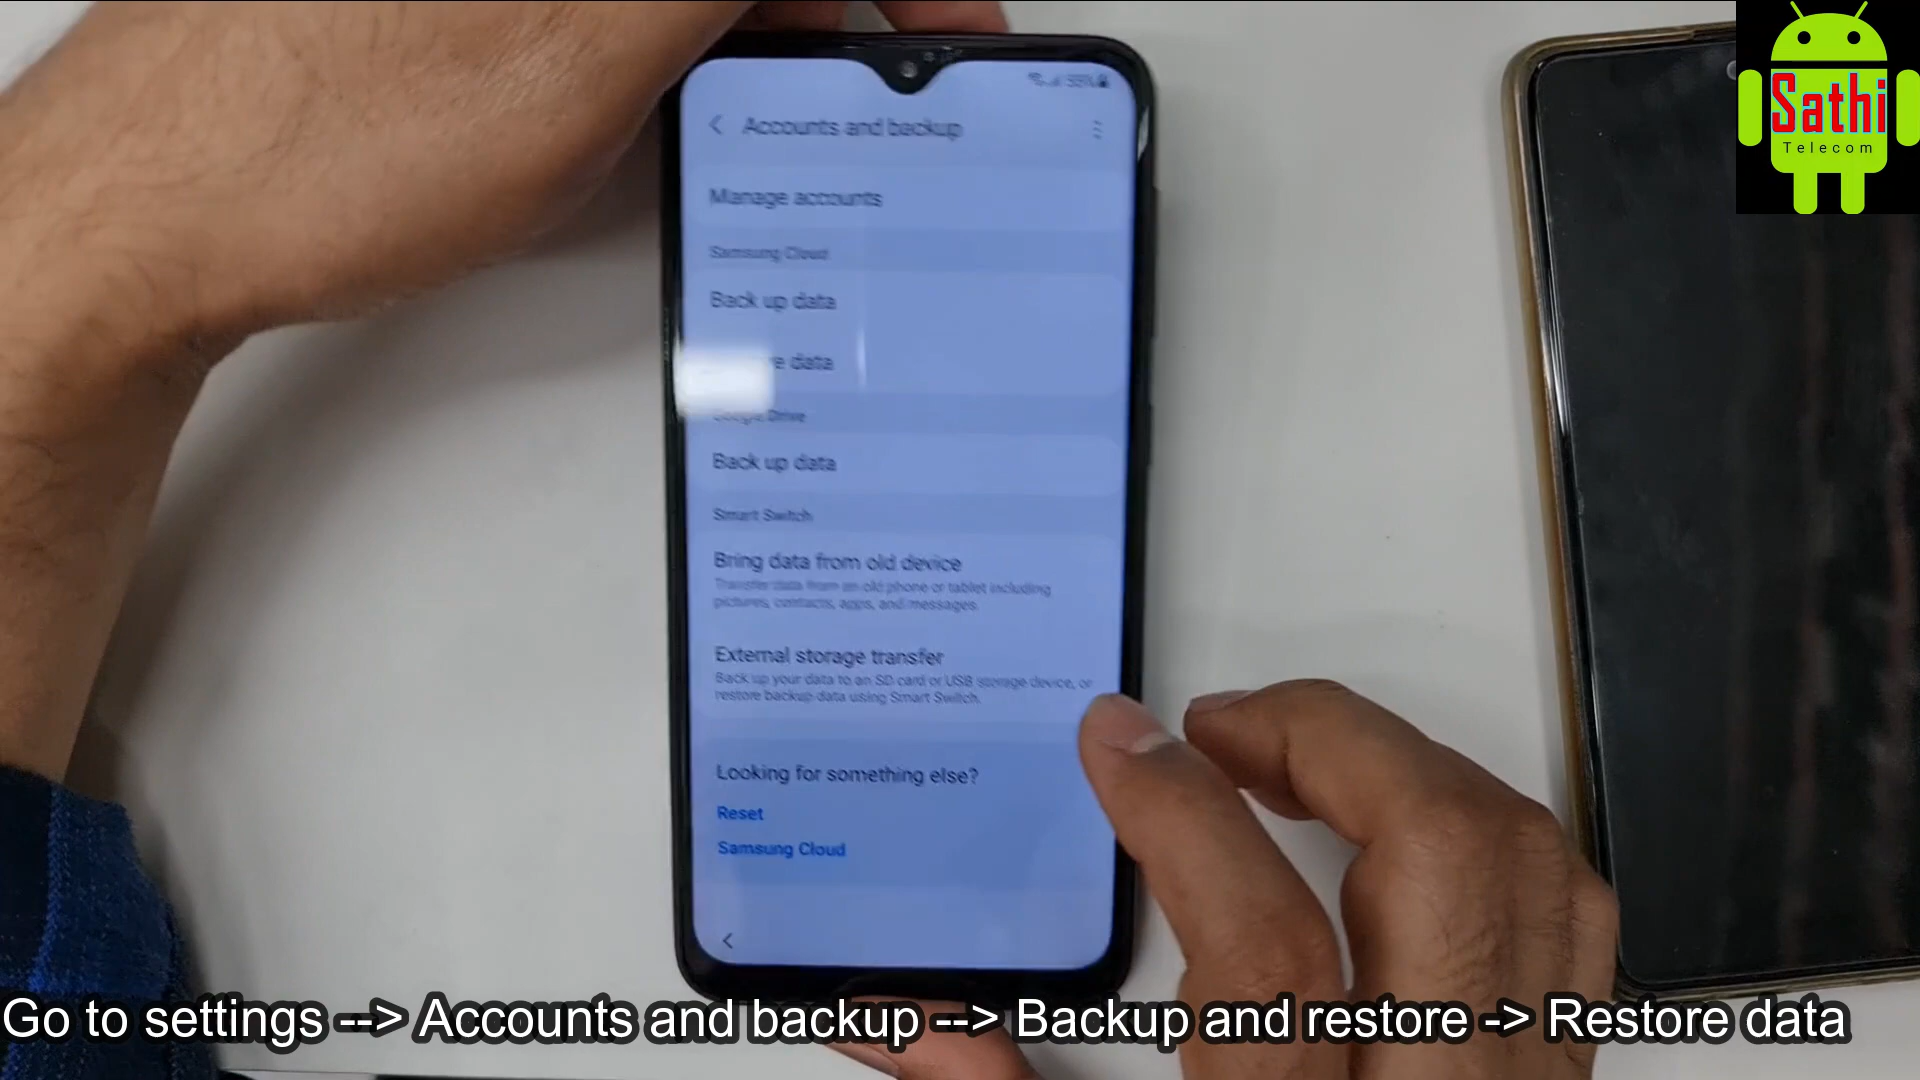 Sathi
Telecom
Accounts and backup
Manage accounts
Samsung Cloud
Back up data
data
Drive
Back up data
Smart Switch
Bring data from old device
Transfer data from an old phone or tablet including
pictures, contacts, apps, and messages.
External storage transfer
Back up your data to an SD card or USB storage device, or
restore backup data using Smart Switch.
Looking for something else?
Reset
Samsung Cloud
Go to settings --> Accounts and backup --> Backup and restore -> Restore data